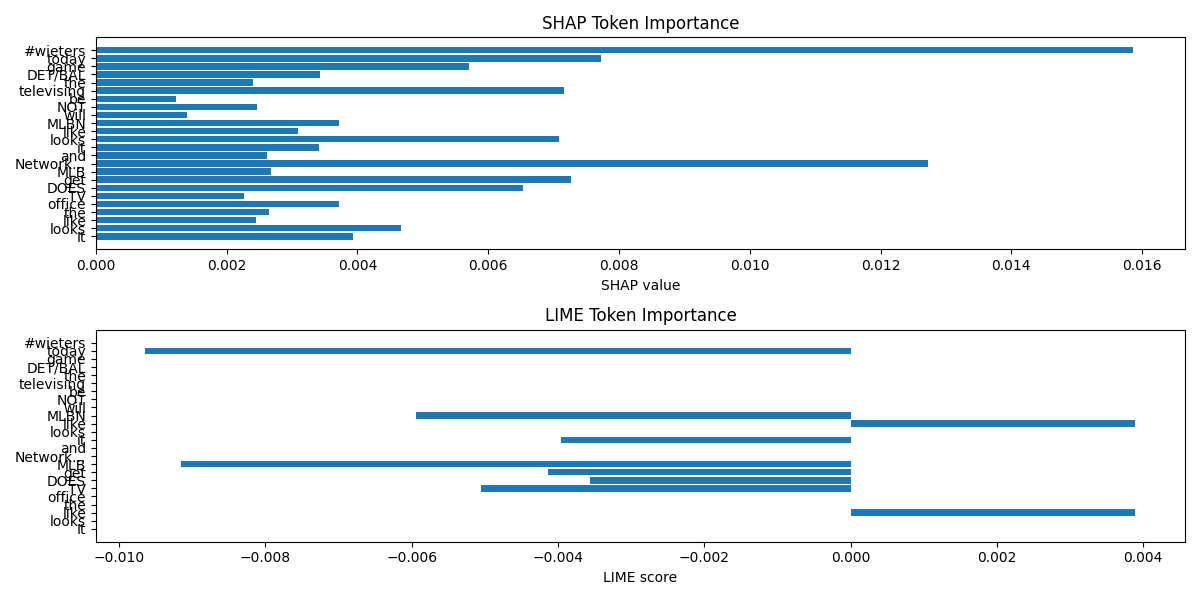 SHAP Token Importance
#wieters
today
game
DET/BAL
the
televising
be
NOT
will
MLBN
like
looks
it
and
Network...
MLB
get
DOES
TV
office
the
like
looks
it
0.000 0.002 0.004 0.006 0.008 0.010 0.012 0.014 0.016
SHAP value
LIME Token Importance
#wieters
today
game
DET/BAL
the
televising
be
NOT
will
MLBN
like
looks
it
and
Network...
MLB
get
DOES
TV
office
the
like
looks
it
−0.010 −0.008 −0.006 −0.004 −0.002 0.000 0.002 0.004
LIME score